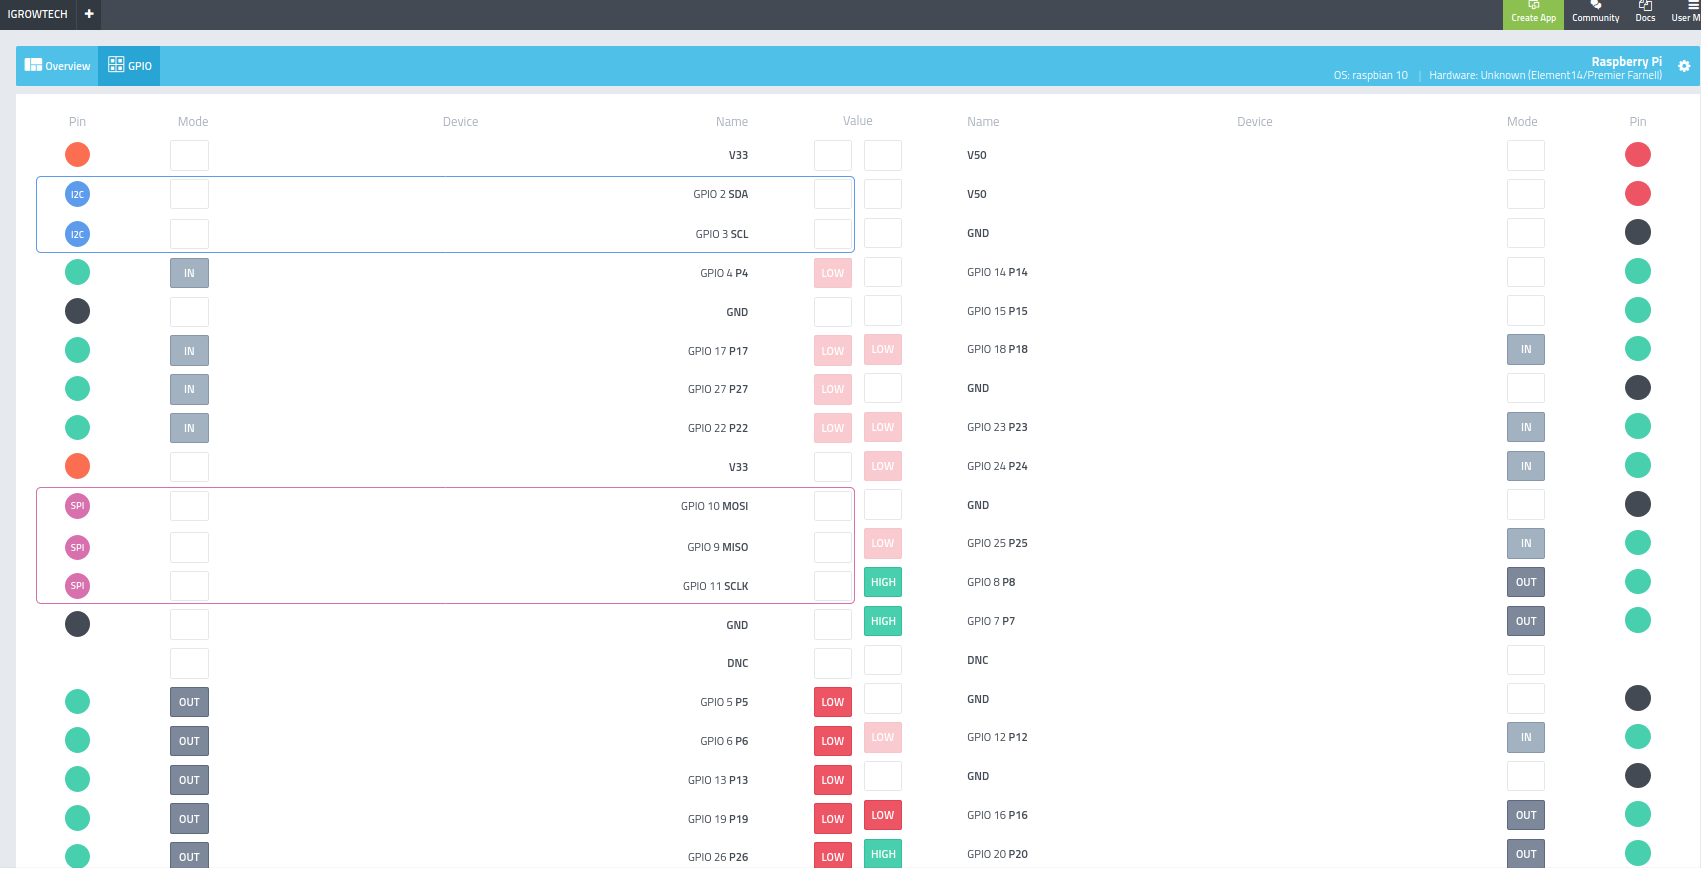 IGROWTECH +
Create App Community Docs User M
Overview GPIO
Raspberry Pi
OS: raspbian 10 | Hardware: Unknown (Element14/Premier Farnell)
Pin Mode Device Name Value Name Device Mode Pin
V33 V50
I2C GPIO 2 SDA V50
I2C GPIO 3 SCL GND
IN GPIO 4 P4 LOW GPIO 14 P14
GND GPIO 15 P15
IN GPIO 17 P17 LOW LOW GPIO 18 P18 IN
IN GPIO 27 P27 LOW GND
IN GPIO 22 P22 LOW LOW GPIO 23 P23 IN
V33 LOW GPIO 24 P24 IN
SPI GPIO 10 MOSI GND
SPI GPIO 9 MISO LOW GPIO 25 P25 IN
SPI GPIO 11 SCLK HIGH GPIO 8 P8 OUT
GND HIGH GPIO 7 P7 OUT
DNC DNC
OUT GPIO 5 P5 LOW GND
OUT GPIO 6 P6 LOW LOW GPIO 12 P12 IN
OUT GPIO 13 P13 LOW GND
OUT GPIO 19 P19 LOW LOW GPIO 16 P16 OUT
OUT GPIO 26 P26 LOW HIGH GPIO 20 P20 OUT